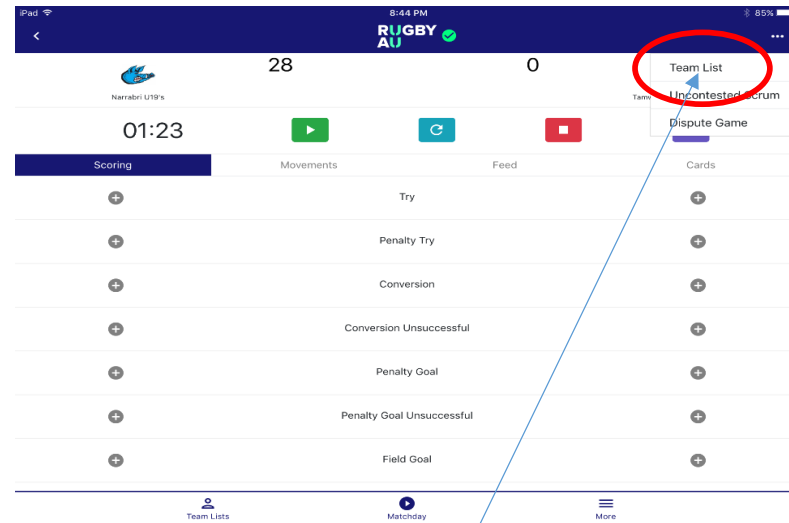 iPad 8:44 PM 85%
RUGBY
AU
Team List
Uncontested Scrum
Dispute Game
28 0
Narrabri U19's
01:23
Scoring Movements Feed Cards
Try
Penalty Try
Conversion
Conversion Unsuccessful
Penalty Goal
Penalty Goal Unsuccessful
Field Goal
Team Lists Matchday More